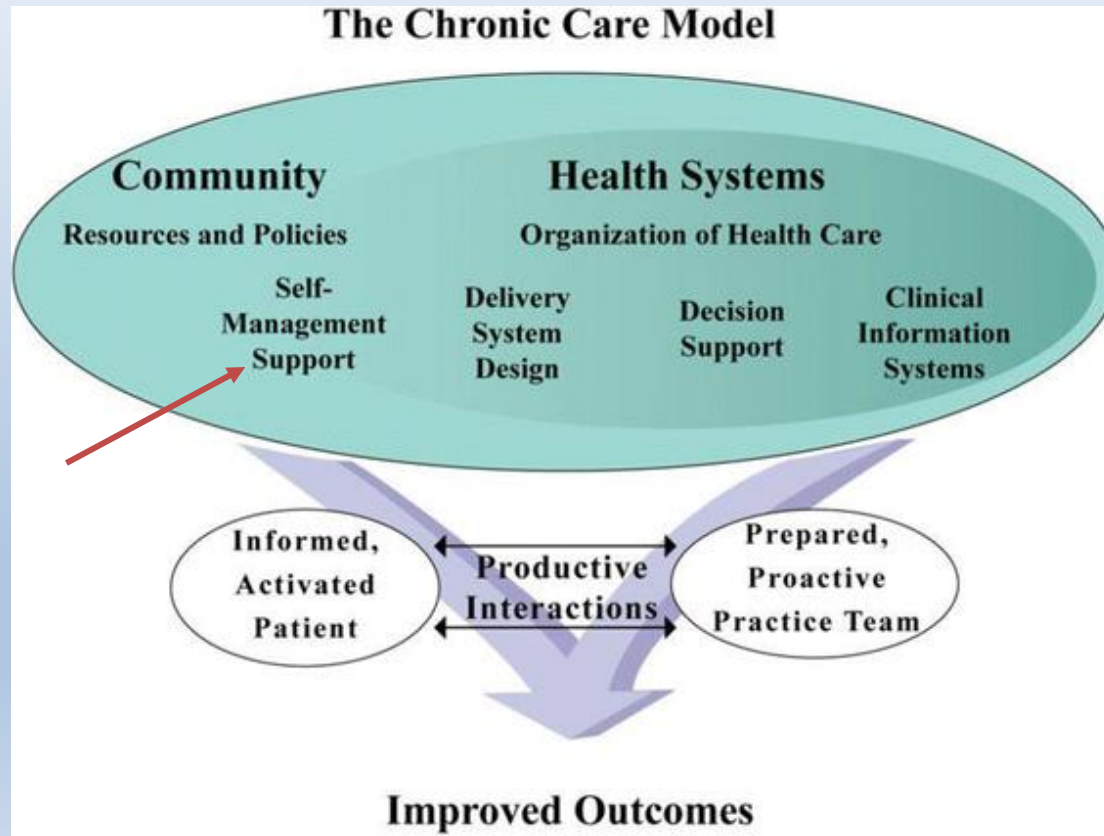 The Chronic Care Model
Community
Health Systems
Resources and Policies
Organization of Health Care
Self-
Management
Support
Delivery
System
Design
Decision
Support
Clinical
Information
Systems
Informed,
Activated
Patient
Productive
Interactions
Prepared,
Proactive
Practice Team
Improved Outcomes